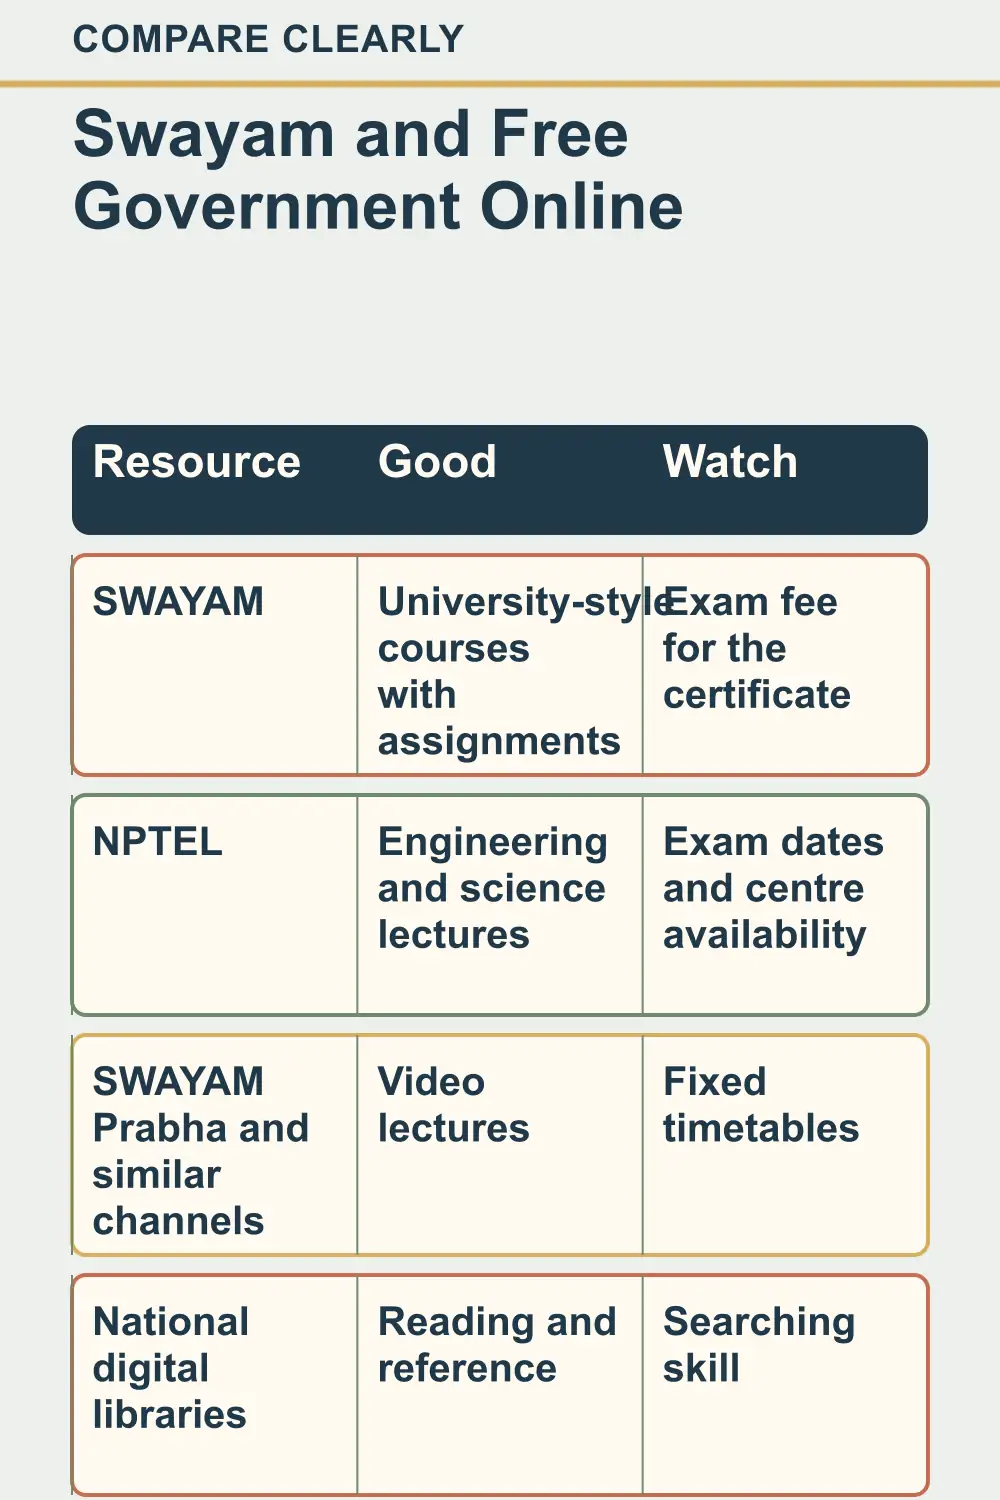 COMPARE CLEARLY
Swayam and Free
Government Online
Resource Good Watch
SWAYAM
University-style
courses
with
assignments
Exam fee
for the
certificate
NPTEL
Engineering
and science
lectures
Exam dates
and centre
availability
SWAYAM
Prabha and
similar
channels
Video
lectures
Fixed
timetables
National
digital
libraries
Reading and
reference
Searching
skill